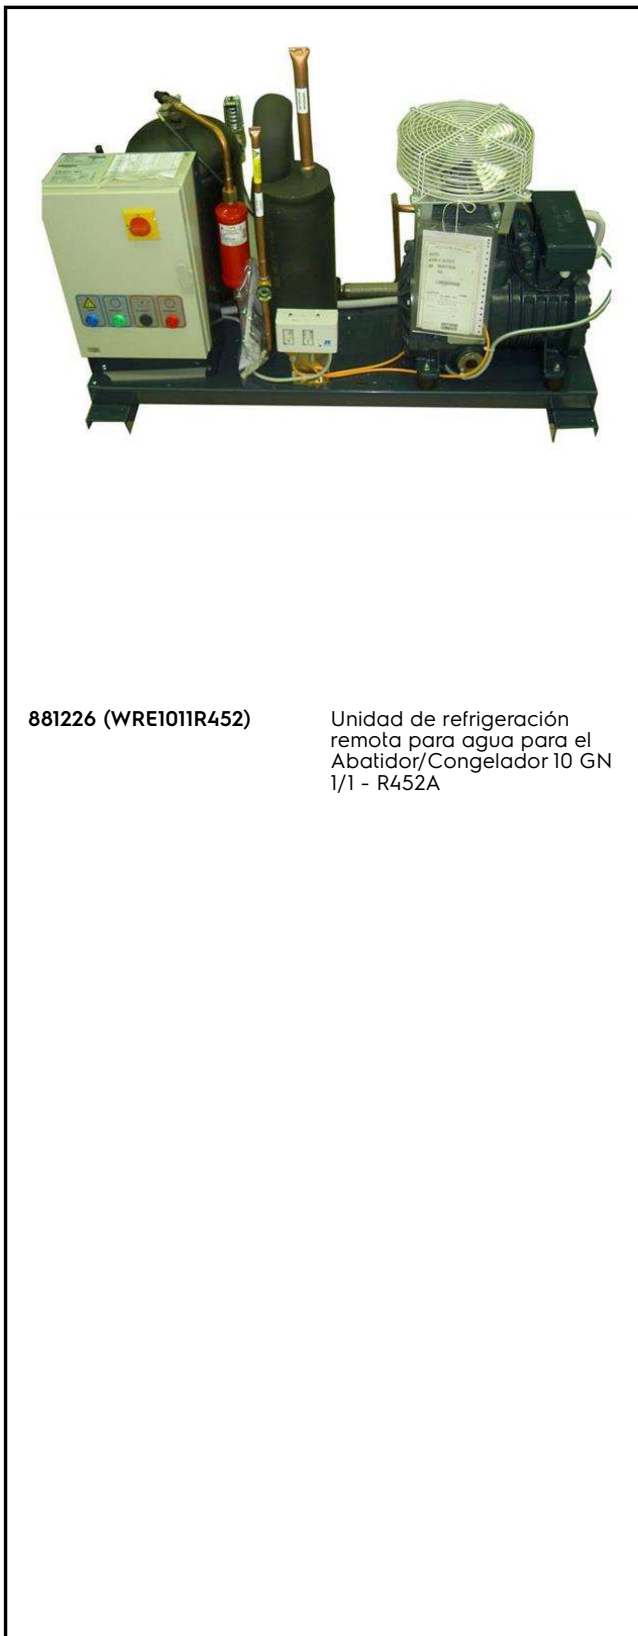 881226 (WRE1011R452)
Unidad de refrigeración
remota para agua para el
Abatidor/Congelador 10 GN
1/1 - R452A